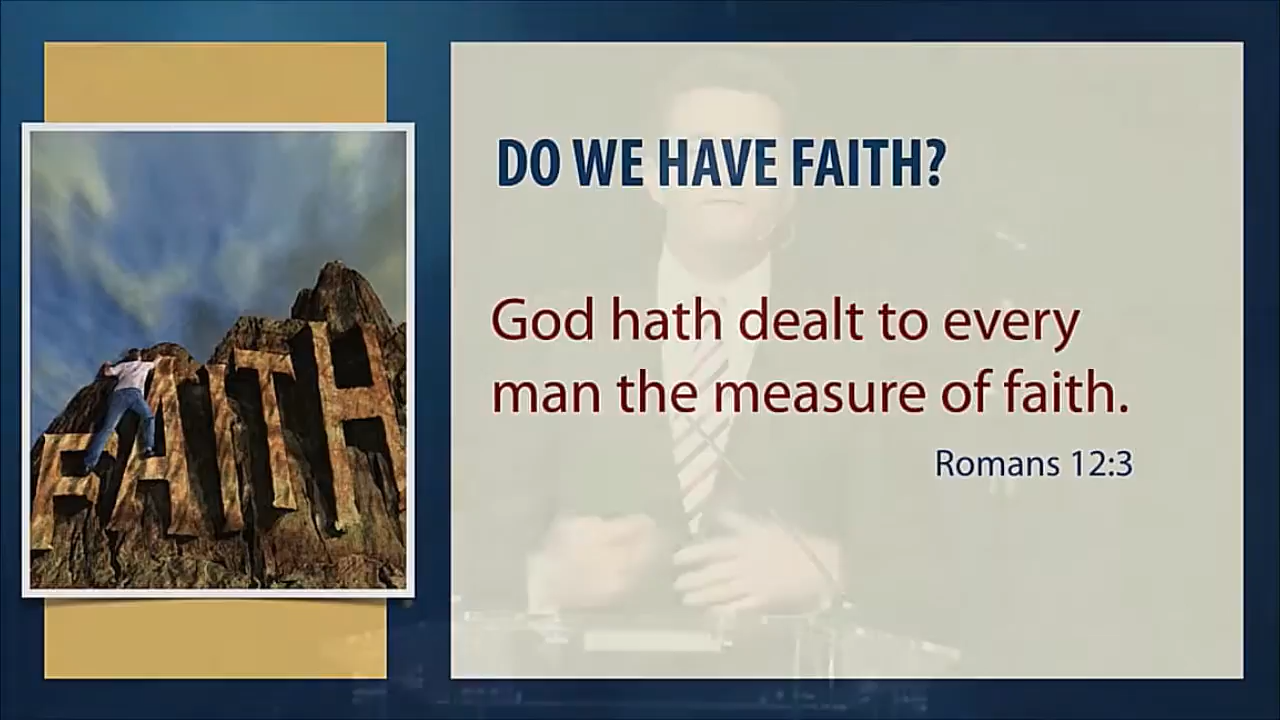 DO WE HAVE FAITH?
God hath dealt to every
man the measure of faith.
Romans 12:3
FAITH